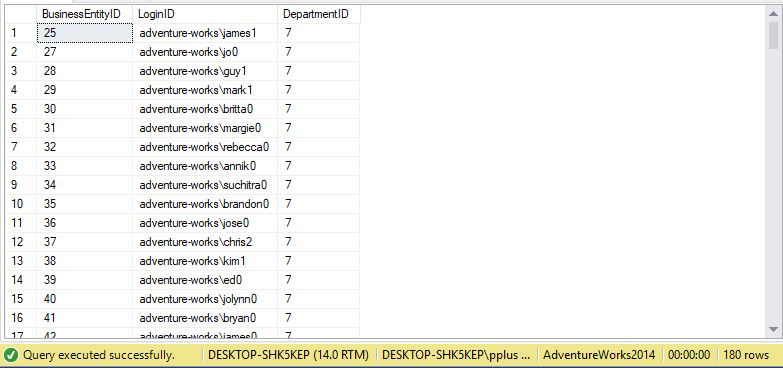 BusinessEntityID LoginID DepartmentID
1 25 adventure-works\james1 7
2 27 adventure-works\jo0 7
3 28 adventure-works\guy1 7
4 29 adventure-works\mark1 7
5 30 adventure-works\britta0 7
6 31 adventure-works\margie0 7
7 32 adventure-works\rebecca0 7
8 33 adventure-works\annik0 7
9 34 adventure-works\suchitra0 7
10 35 adventure-works\brandon0 7
11 36 adventure-works\jose0 7
12 37 adventure-works\chris2 7
13 38 adventure-works\kim1 7
14 39 adventure-works\ed0 7
15 40 adventure-works\jolynn0 7
16 41 adventure-works\bryan0 7
17 42 adventure-works\james0 7
Query executed successfully. DESKTOP-SHK5KEP (14.0 RTM) DESKTOP-SHK5KEP\pplus ... AdventureWorks2014 00:00:00 180 rows